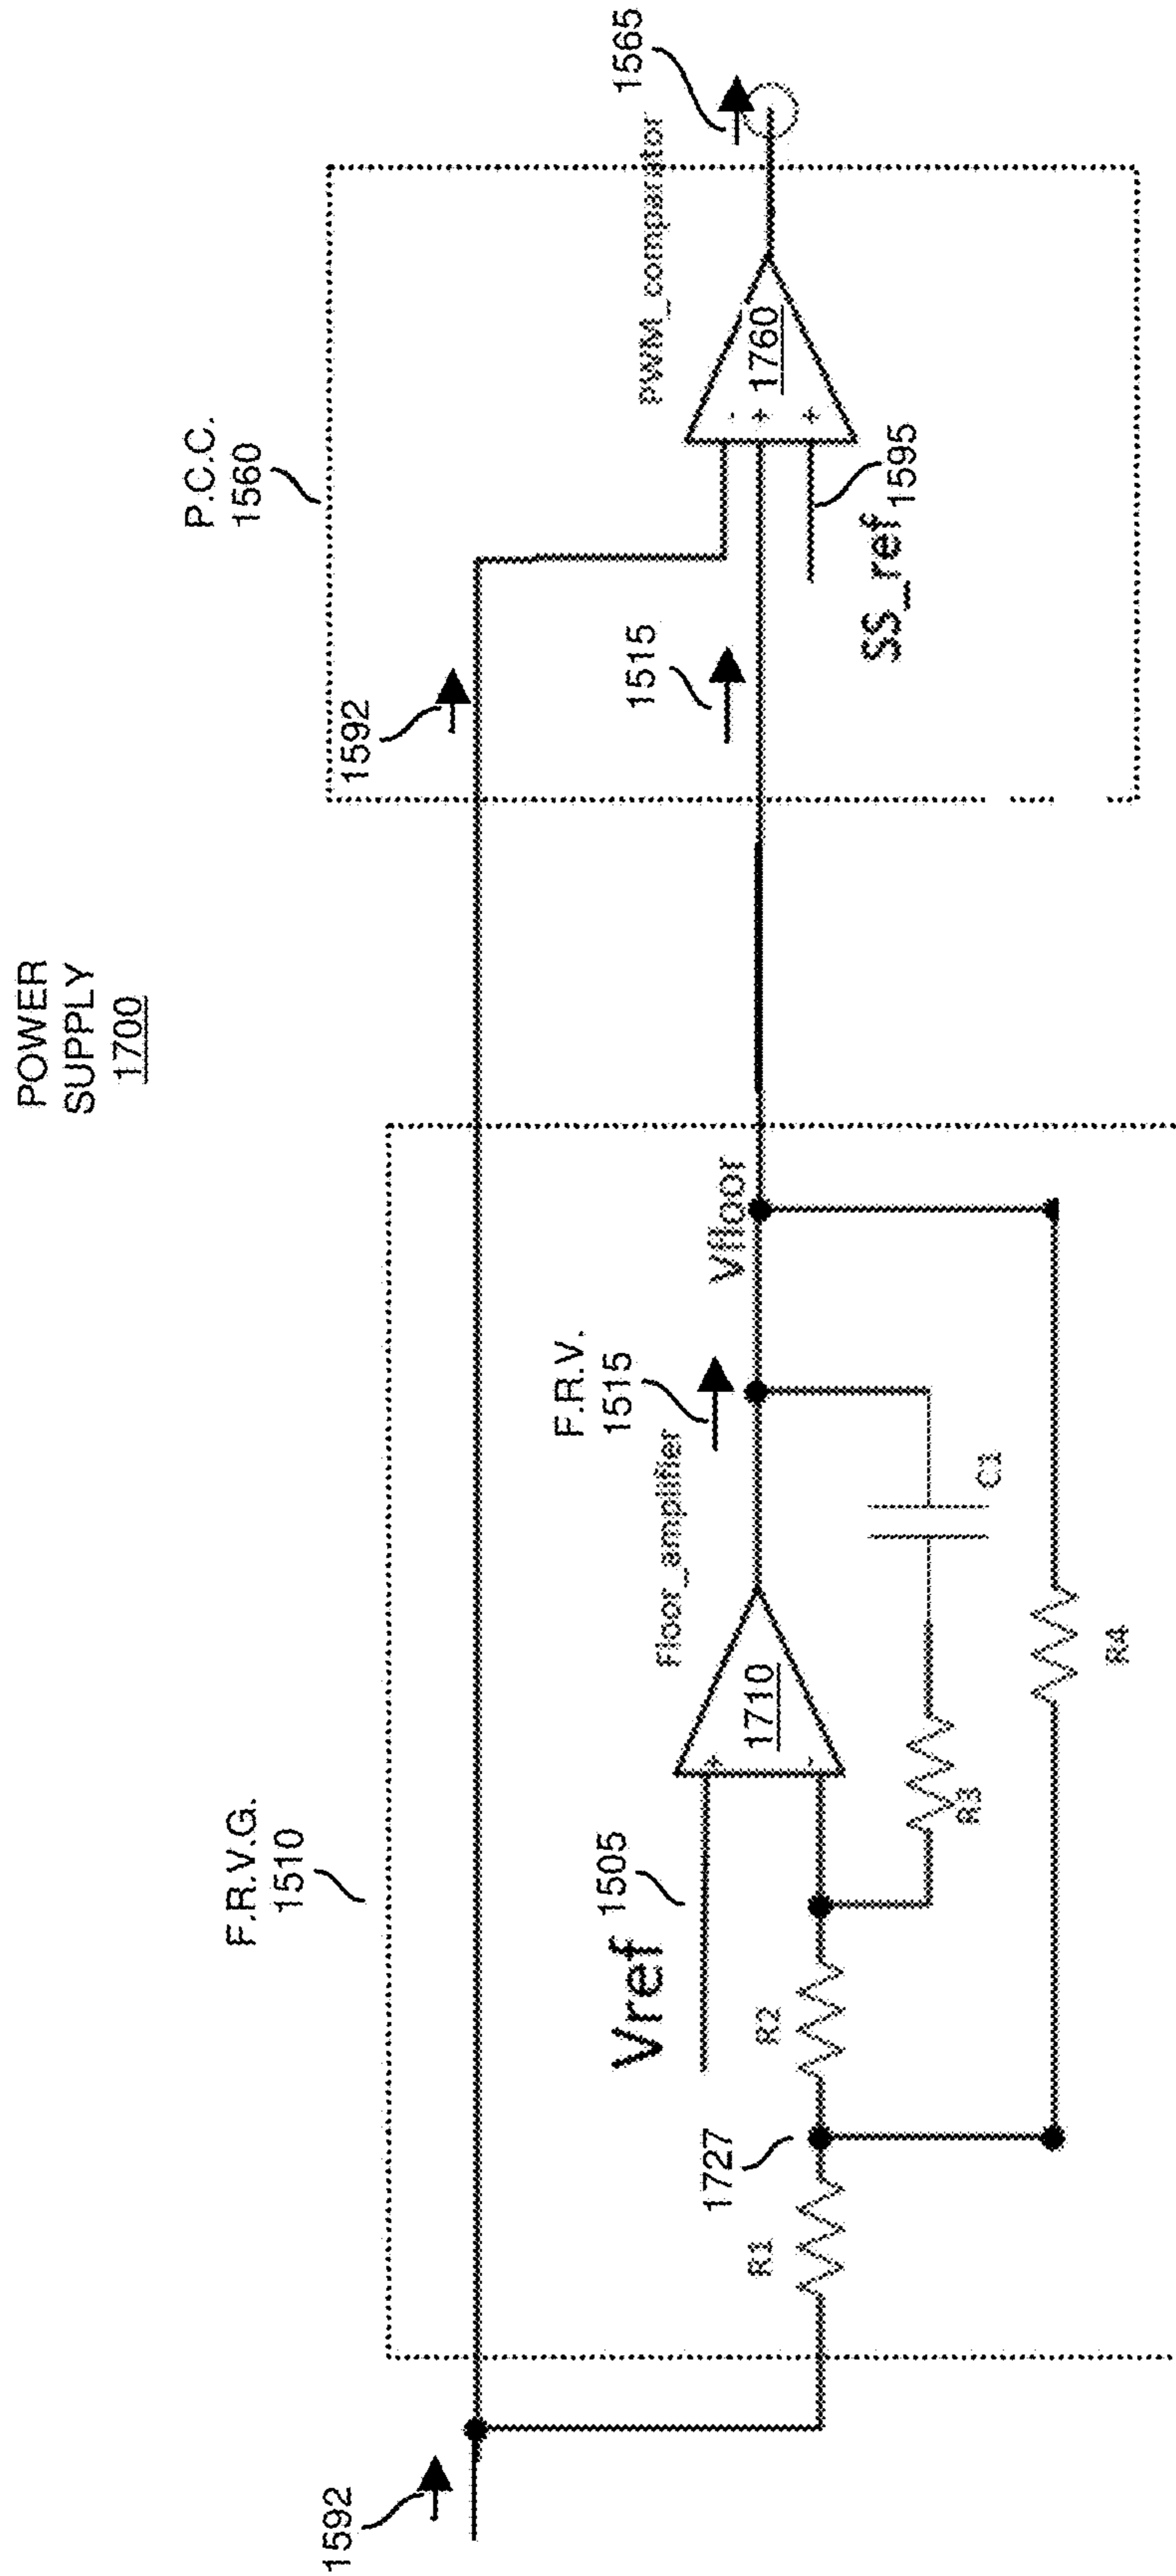 POWER
SUPPLY
1700
P.C.C.
1560
F.R.V.G.
1510
1592
1592
1515
1565
PWM_comparator
1760
-
+
+
SS_ref
1595
F.R.V.
1515
Vfloor
Floor_amplifier
1710
+
-
Vref
1505
1727
R1
R2
R3
C1
R4